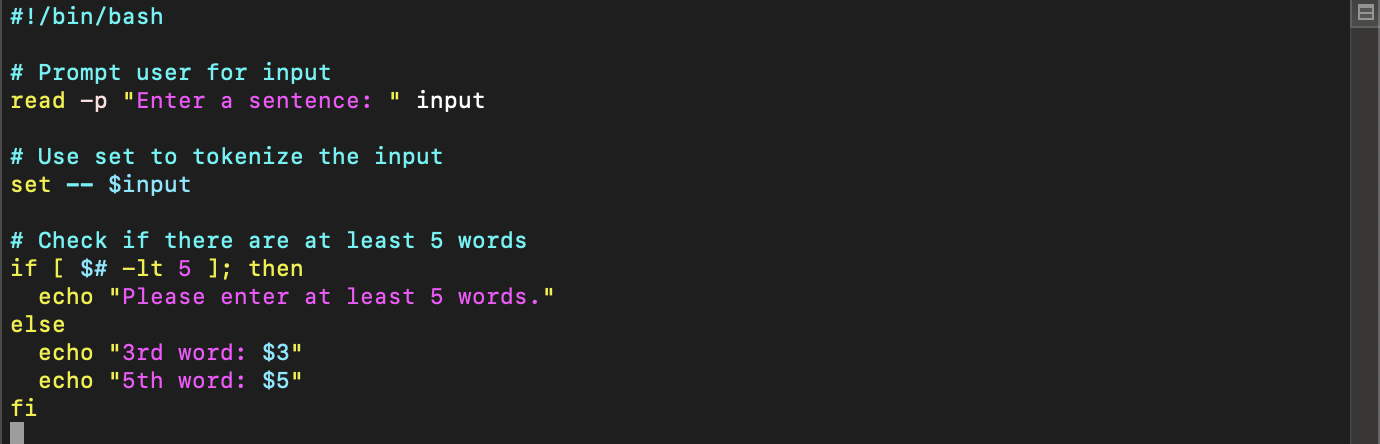 #!/bin/bash
# Prompt user for input
read -p "Enter a sentence: " input
# Use set to tokenize the input
set -- $input
# Check if there are at least 5 words
if [ $# -lt 5 ]; then
  echo "Please enter at least 5 words."
else
  echo "3rd word: $3"
  echo "5th word: $5"
fi